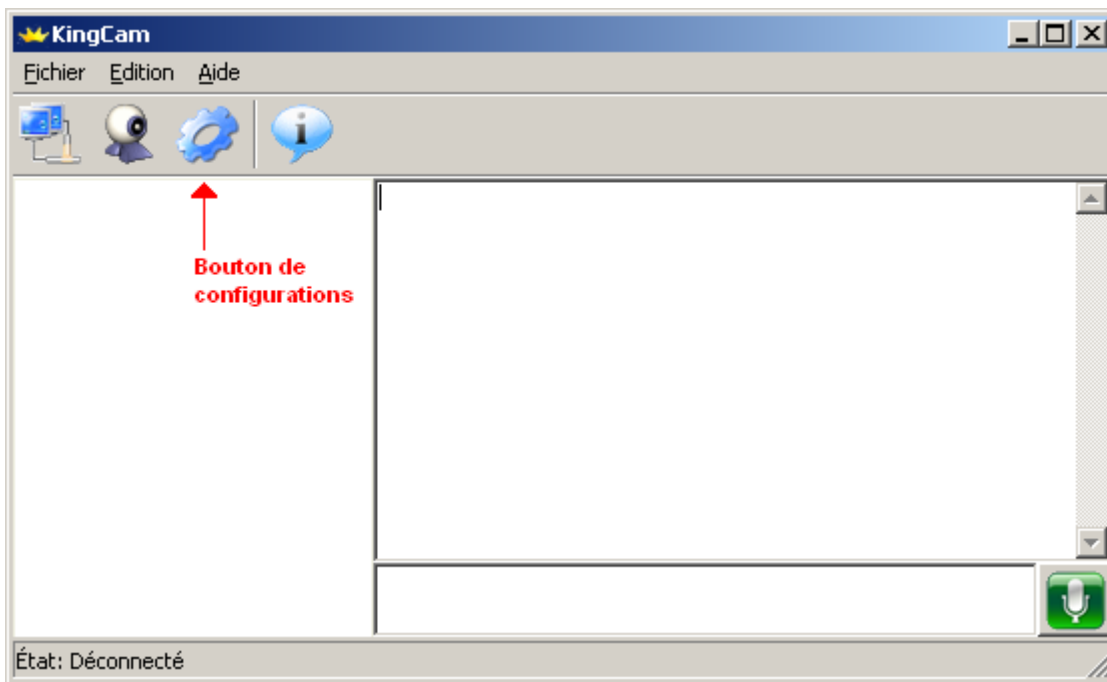 KingCam
Fichier Edition Aide
Bouton de
configurations
État: Déconnecté